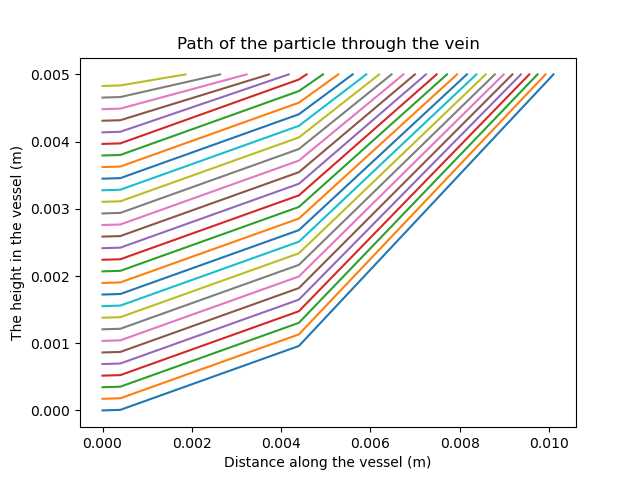 Path of the particle through the vein
0.005
0.004
0.003
0.002
0.001
0.000
The height in the vessel (m)
0.000 0.002 0.004 0.006 0.008 0.010
Distance along the vessel (m)